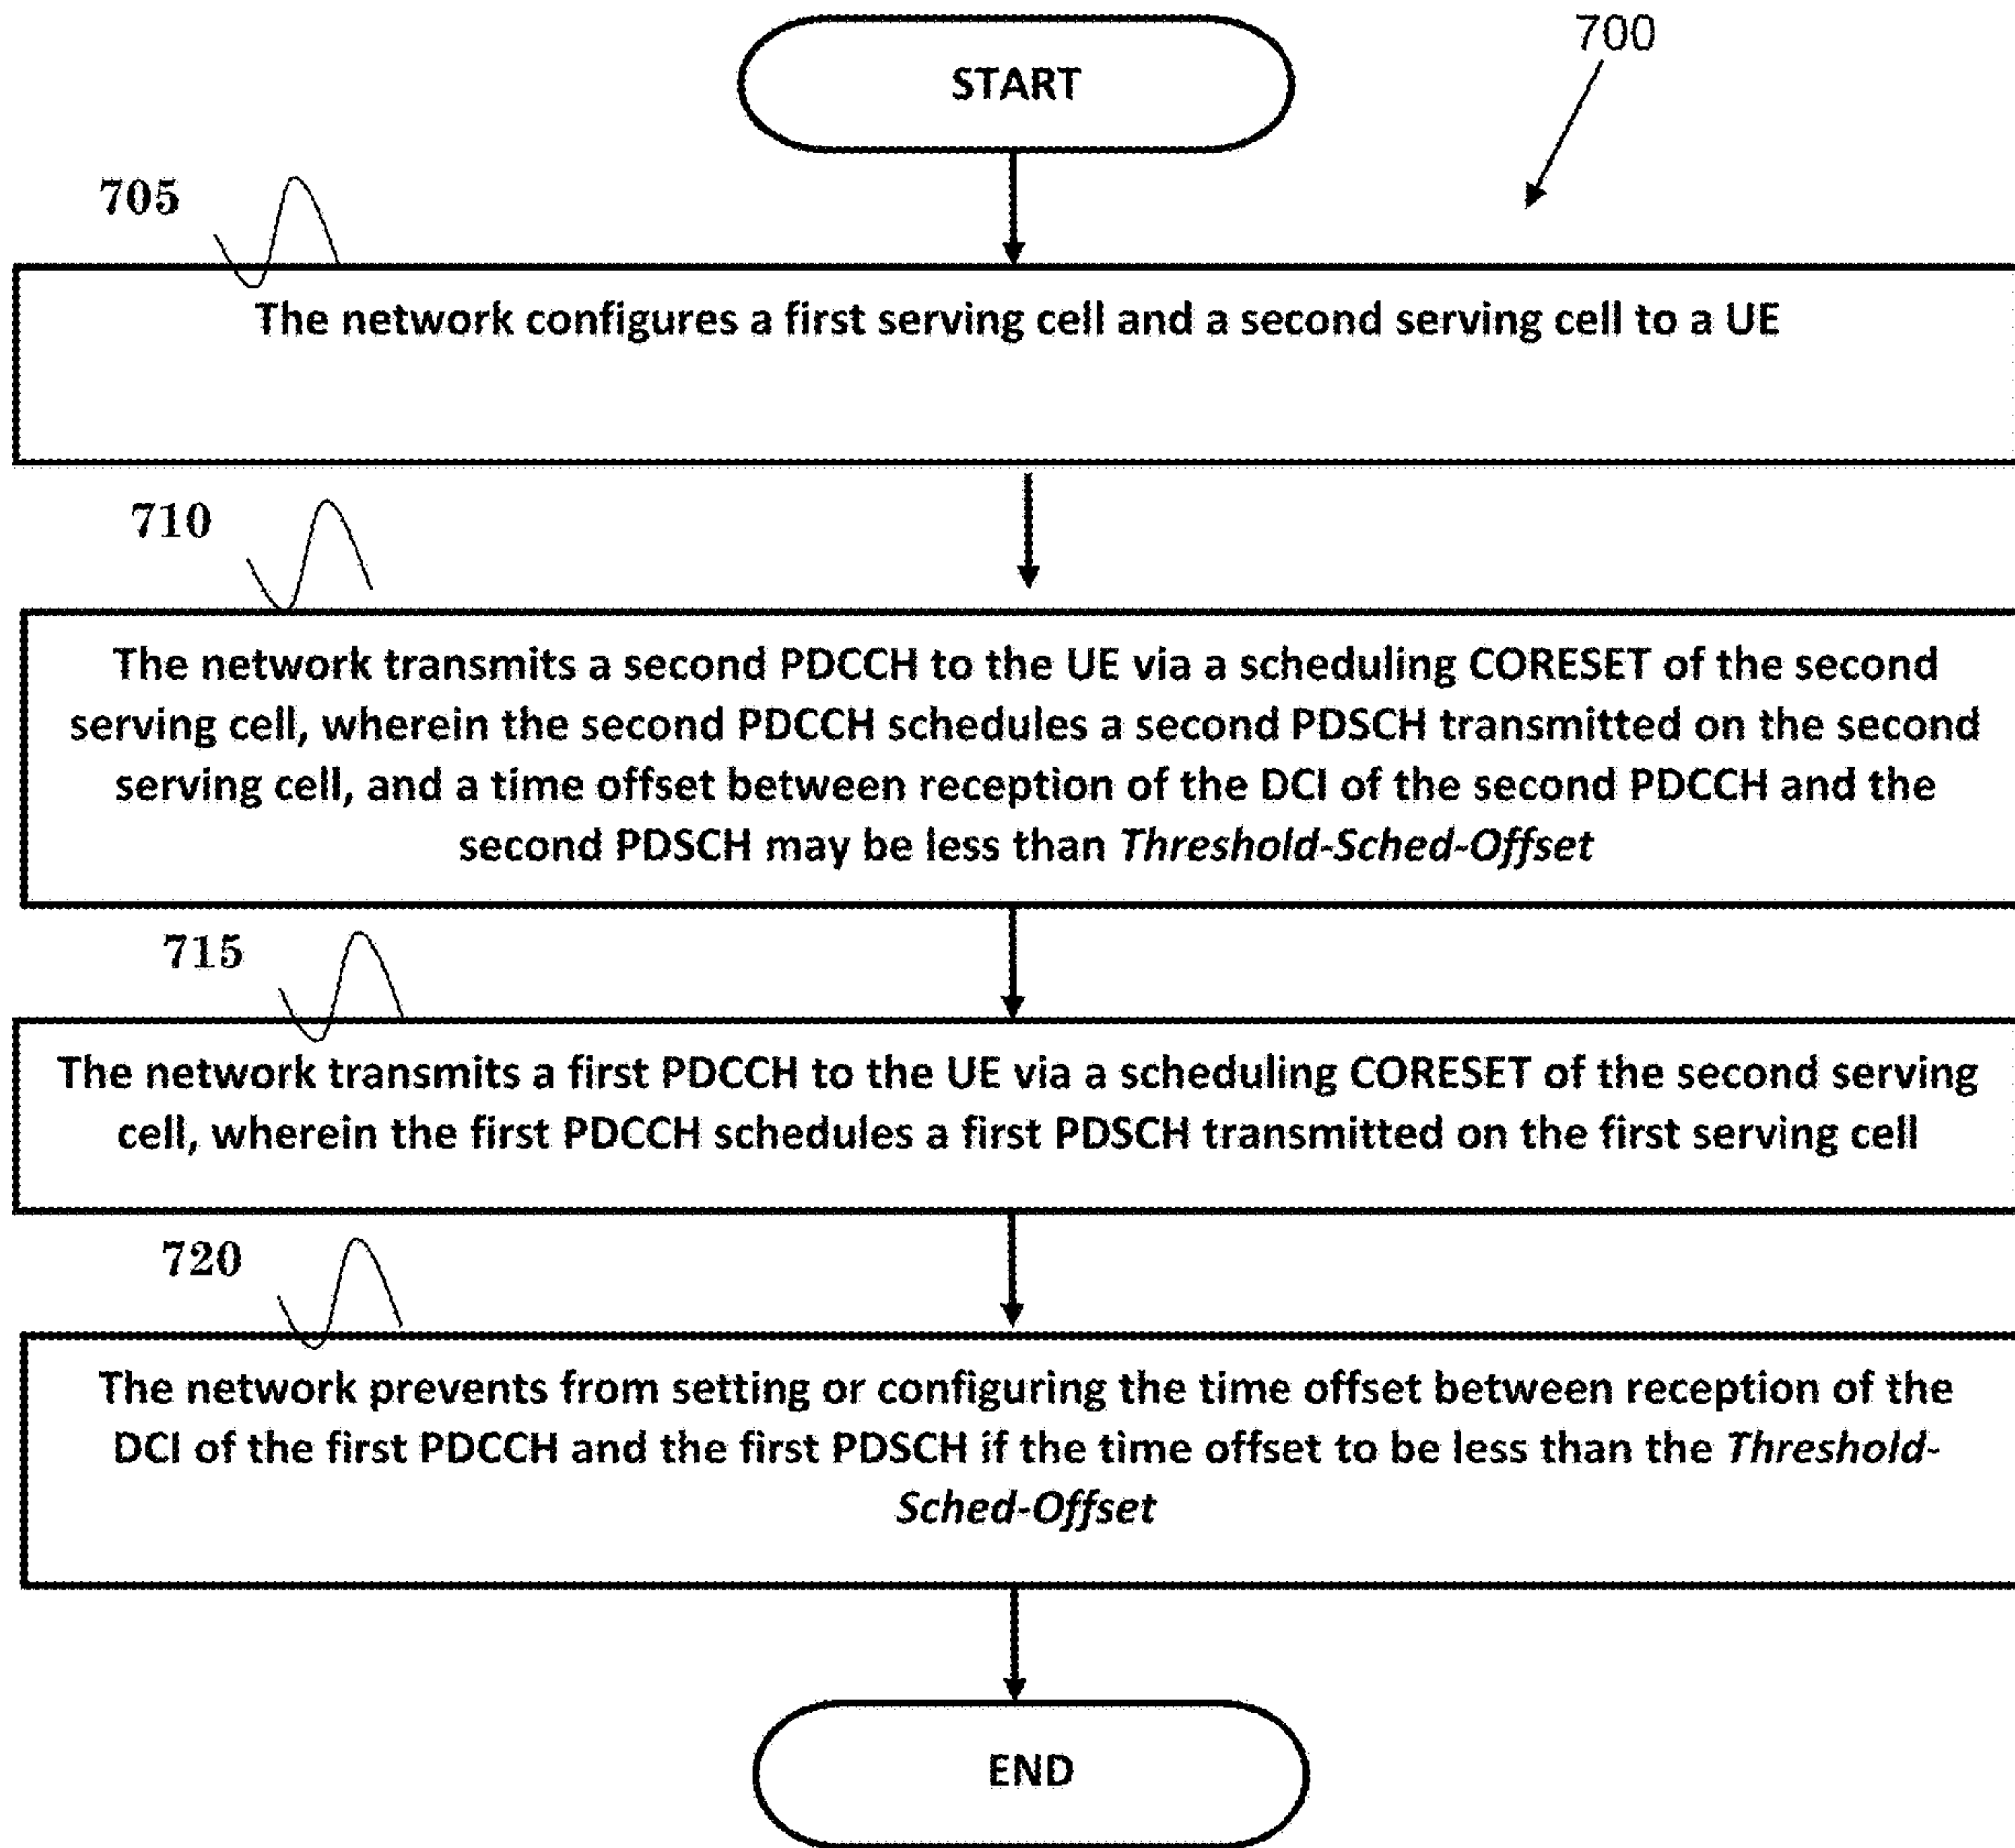 START
700
705
The network configures a first serving cell and a second serving cell to a UE
710
The network transmits a second PDCCH to the UE via a scheduling CORESET of the second
serving cell, wherein the second PDCCH schedules a second PDSCH transmitted on the second
serving cell, and a time offset between reception of the DCI of the second PDCCH and the
second PDSCH may be less than Threshold-Sched-Offset
715
The network transmits a first PDCCH to the UE via a scheduling CORESET of the second serving
cell, wherein the first PDCCH schedules a first PDSCH transmitted on the first serving cell
720
The network prevents from setting or configuring the time offset between reception of the
DCI of the first PDCCH and the first PDSCH if the time offset to be less than the Threshold-
Sched-Offset
END